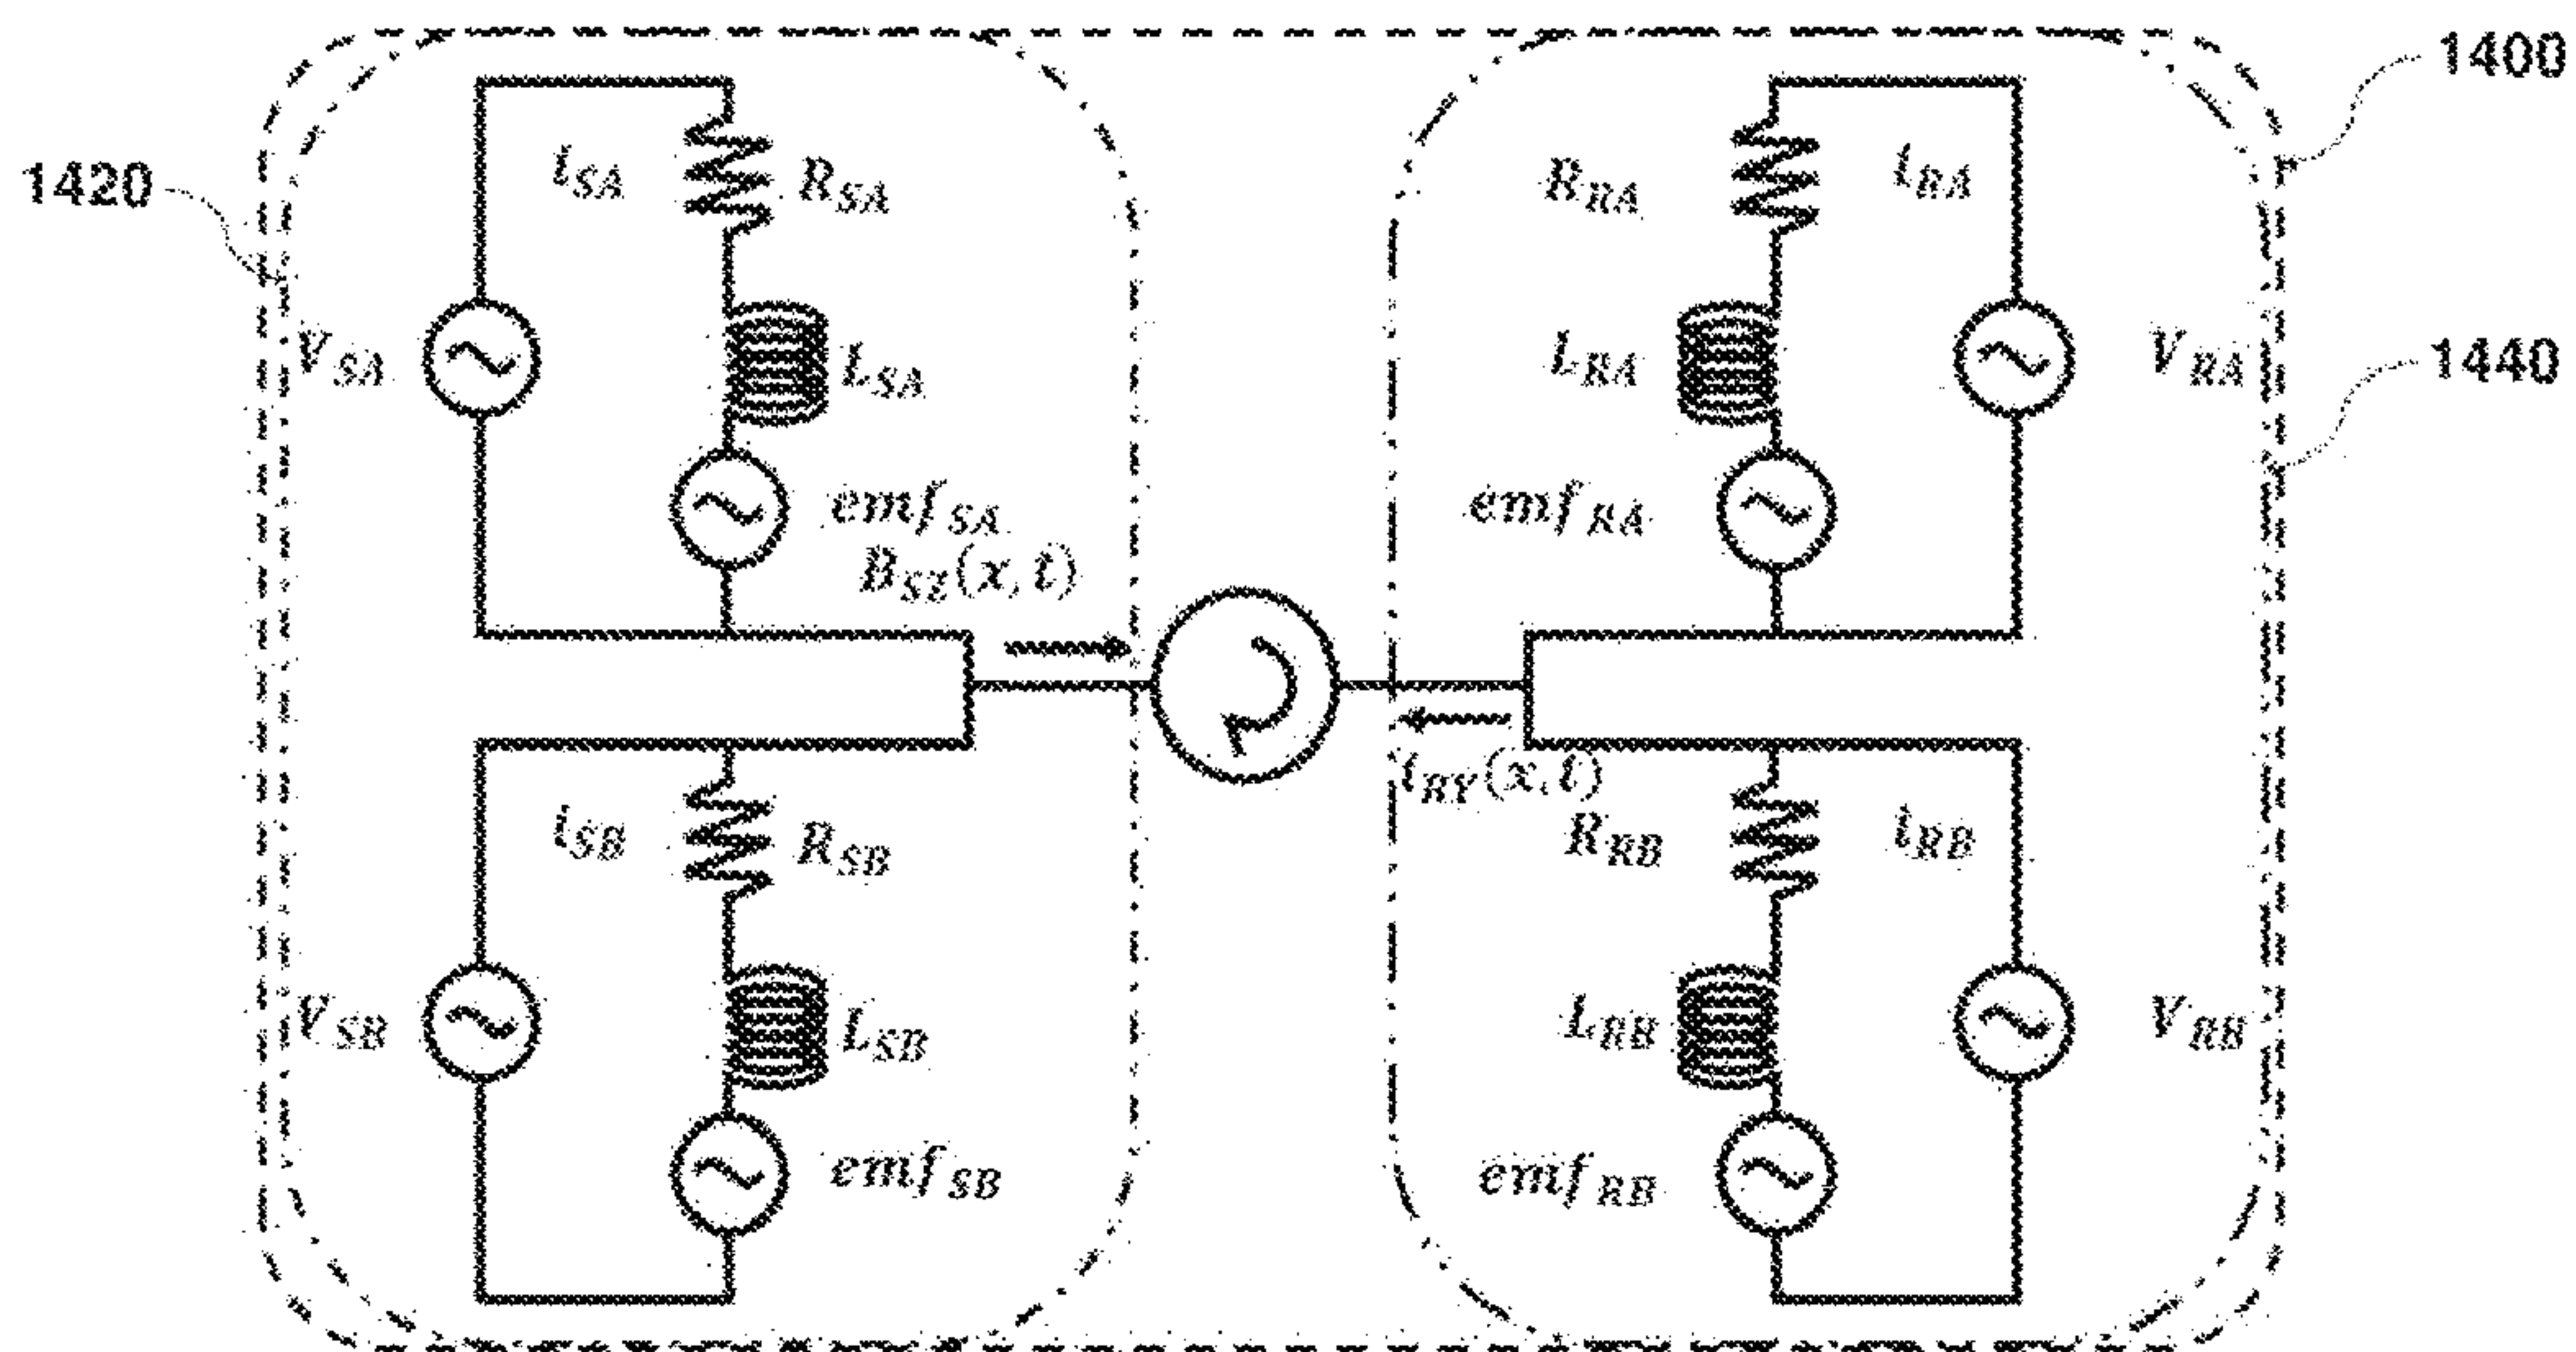 1400
1420
i_SA
R_SA
R_RA
i_RA
V_SA
L_SA
L_RA
V_RA
1440
emf_SA
emf_RA
B_SZ(x, t)
i_RY(x, t)
i_SB
R_SB
R_RB
i_RB
V_SB
L_SB
L_RB
V_RB
emf_SB
emf_RB